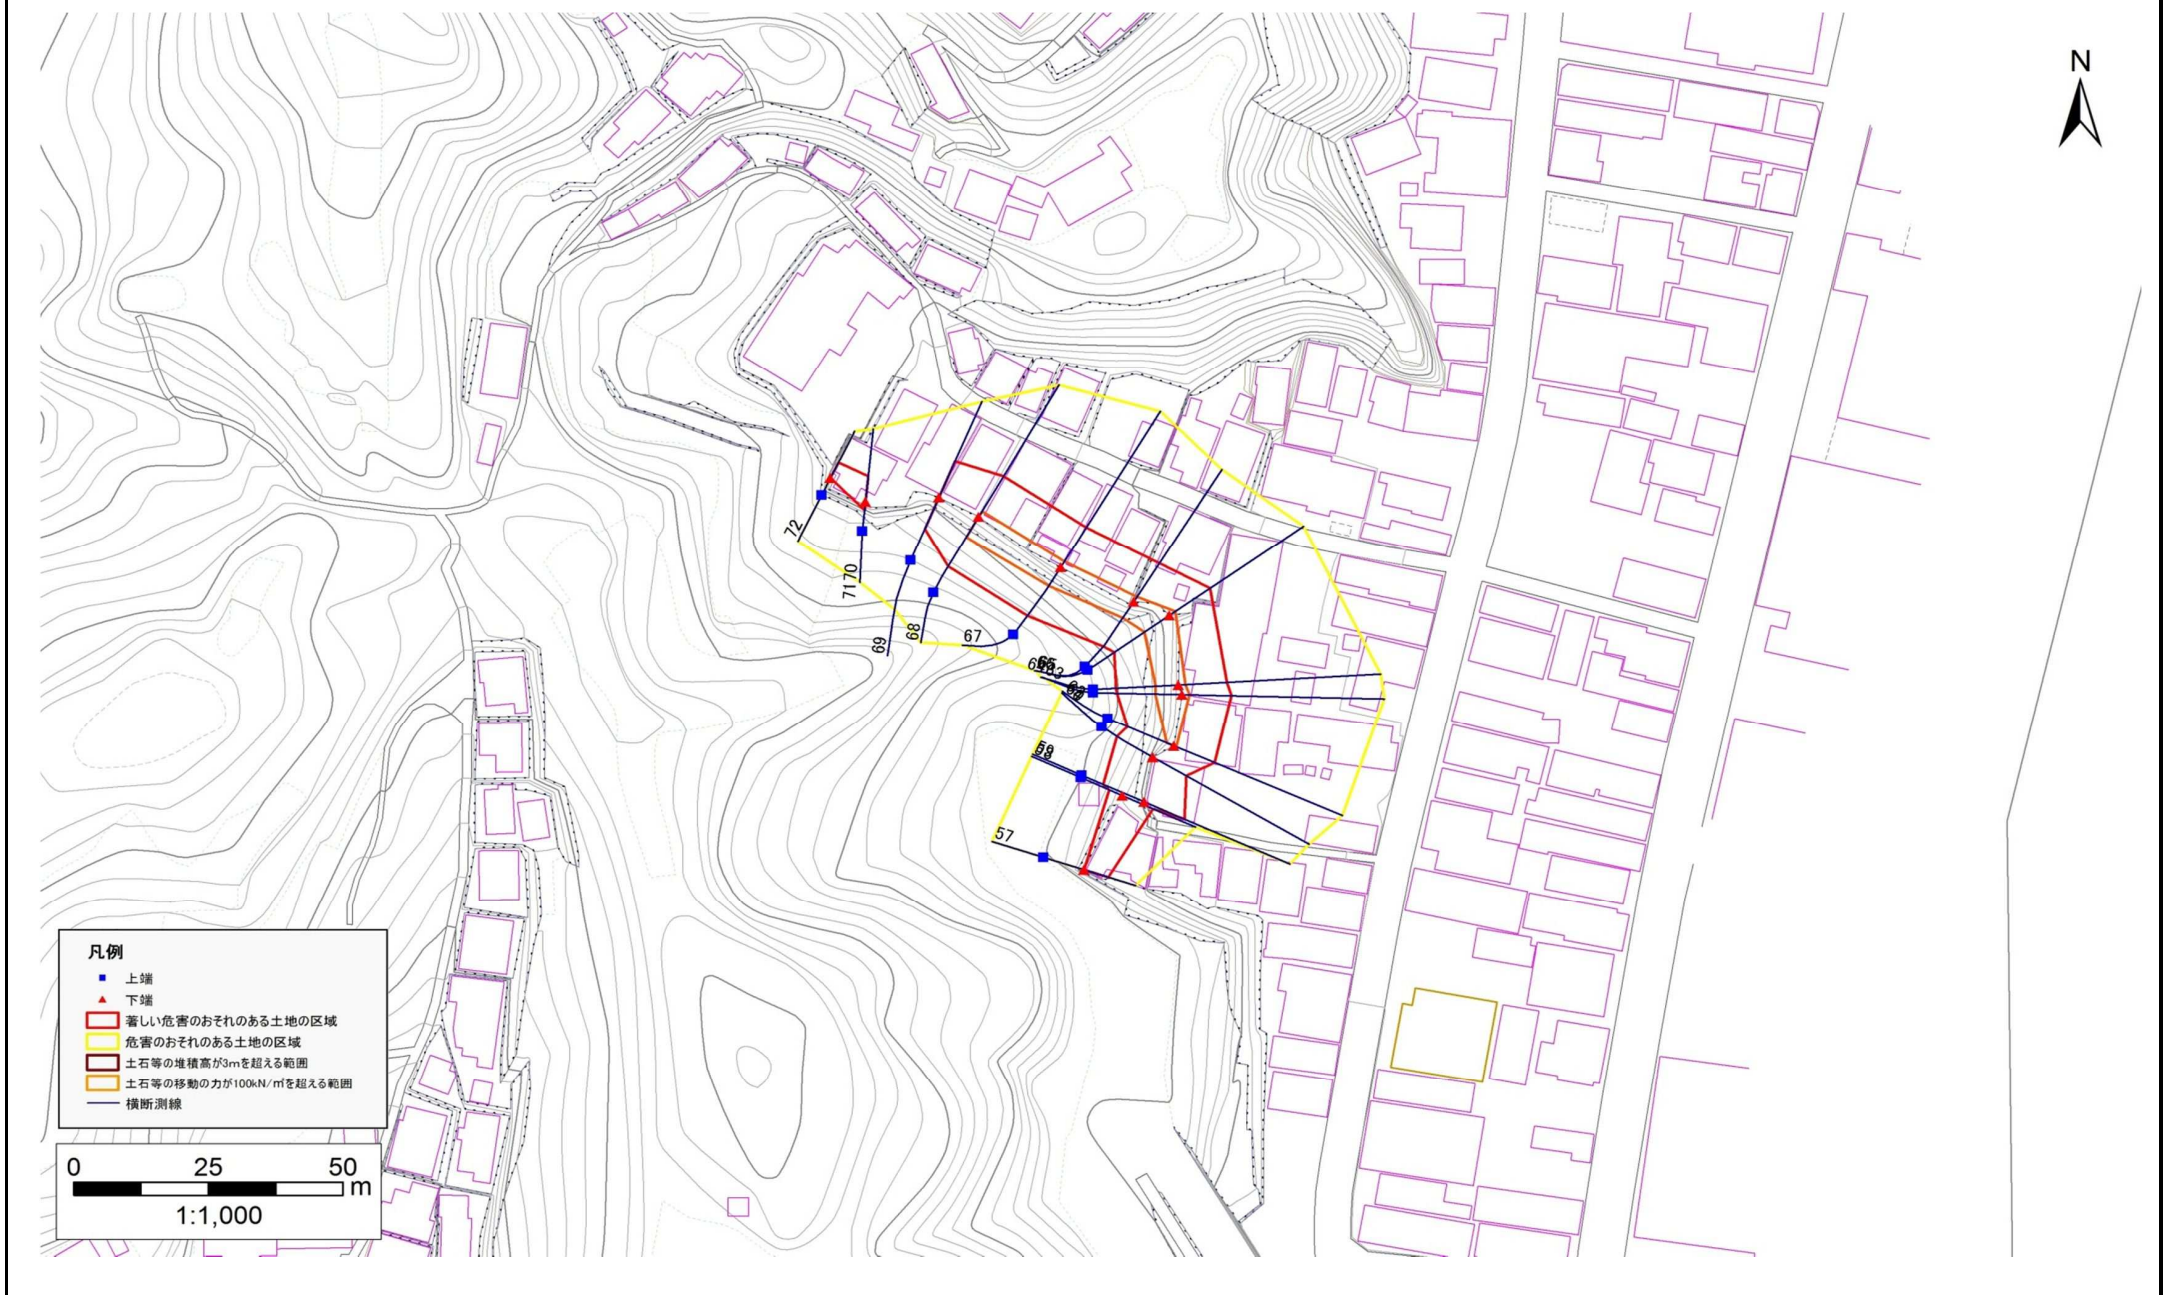 N
72
71
70
69
68
67
57
凡例
上端
下端
著しい危害のおそれのある土地の区域
危害のおそれのある土地の区域
土石等の堆積高が3mを超える範囲
土石等の移動の力が100kN/㎡を超える範囲
横断測線
0 25 50
m
1:1,000